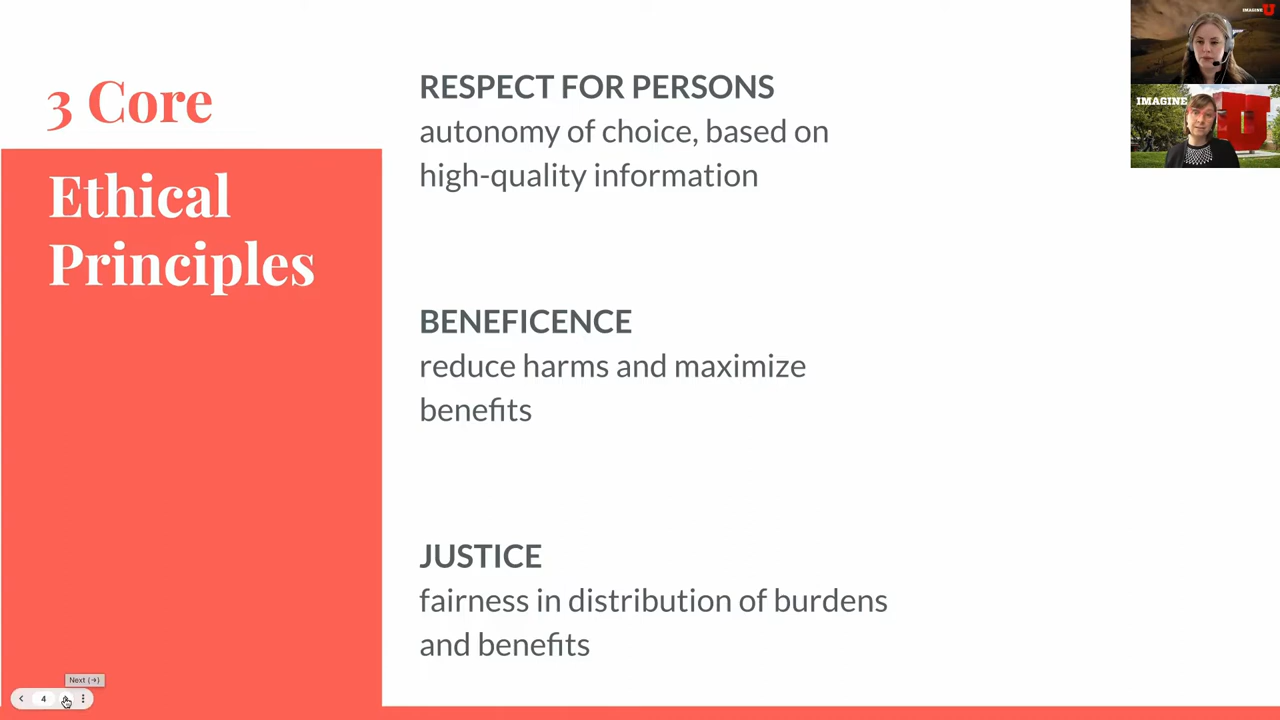 3 Core
Ethical
Principles
RESPECT FOR PERSONS
autonomy of choice, based on
high-quality information
BENEFICENCE
reduce harms and maximize
benefits
JUSTICE
fairness in distribution of burdens
and benefits
IMAGINE U
IMAGINE U
Next (→)
4